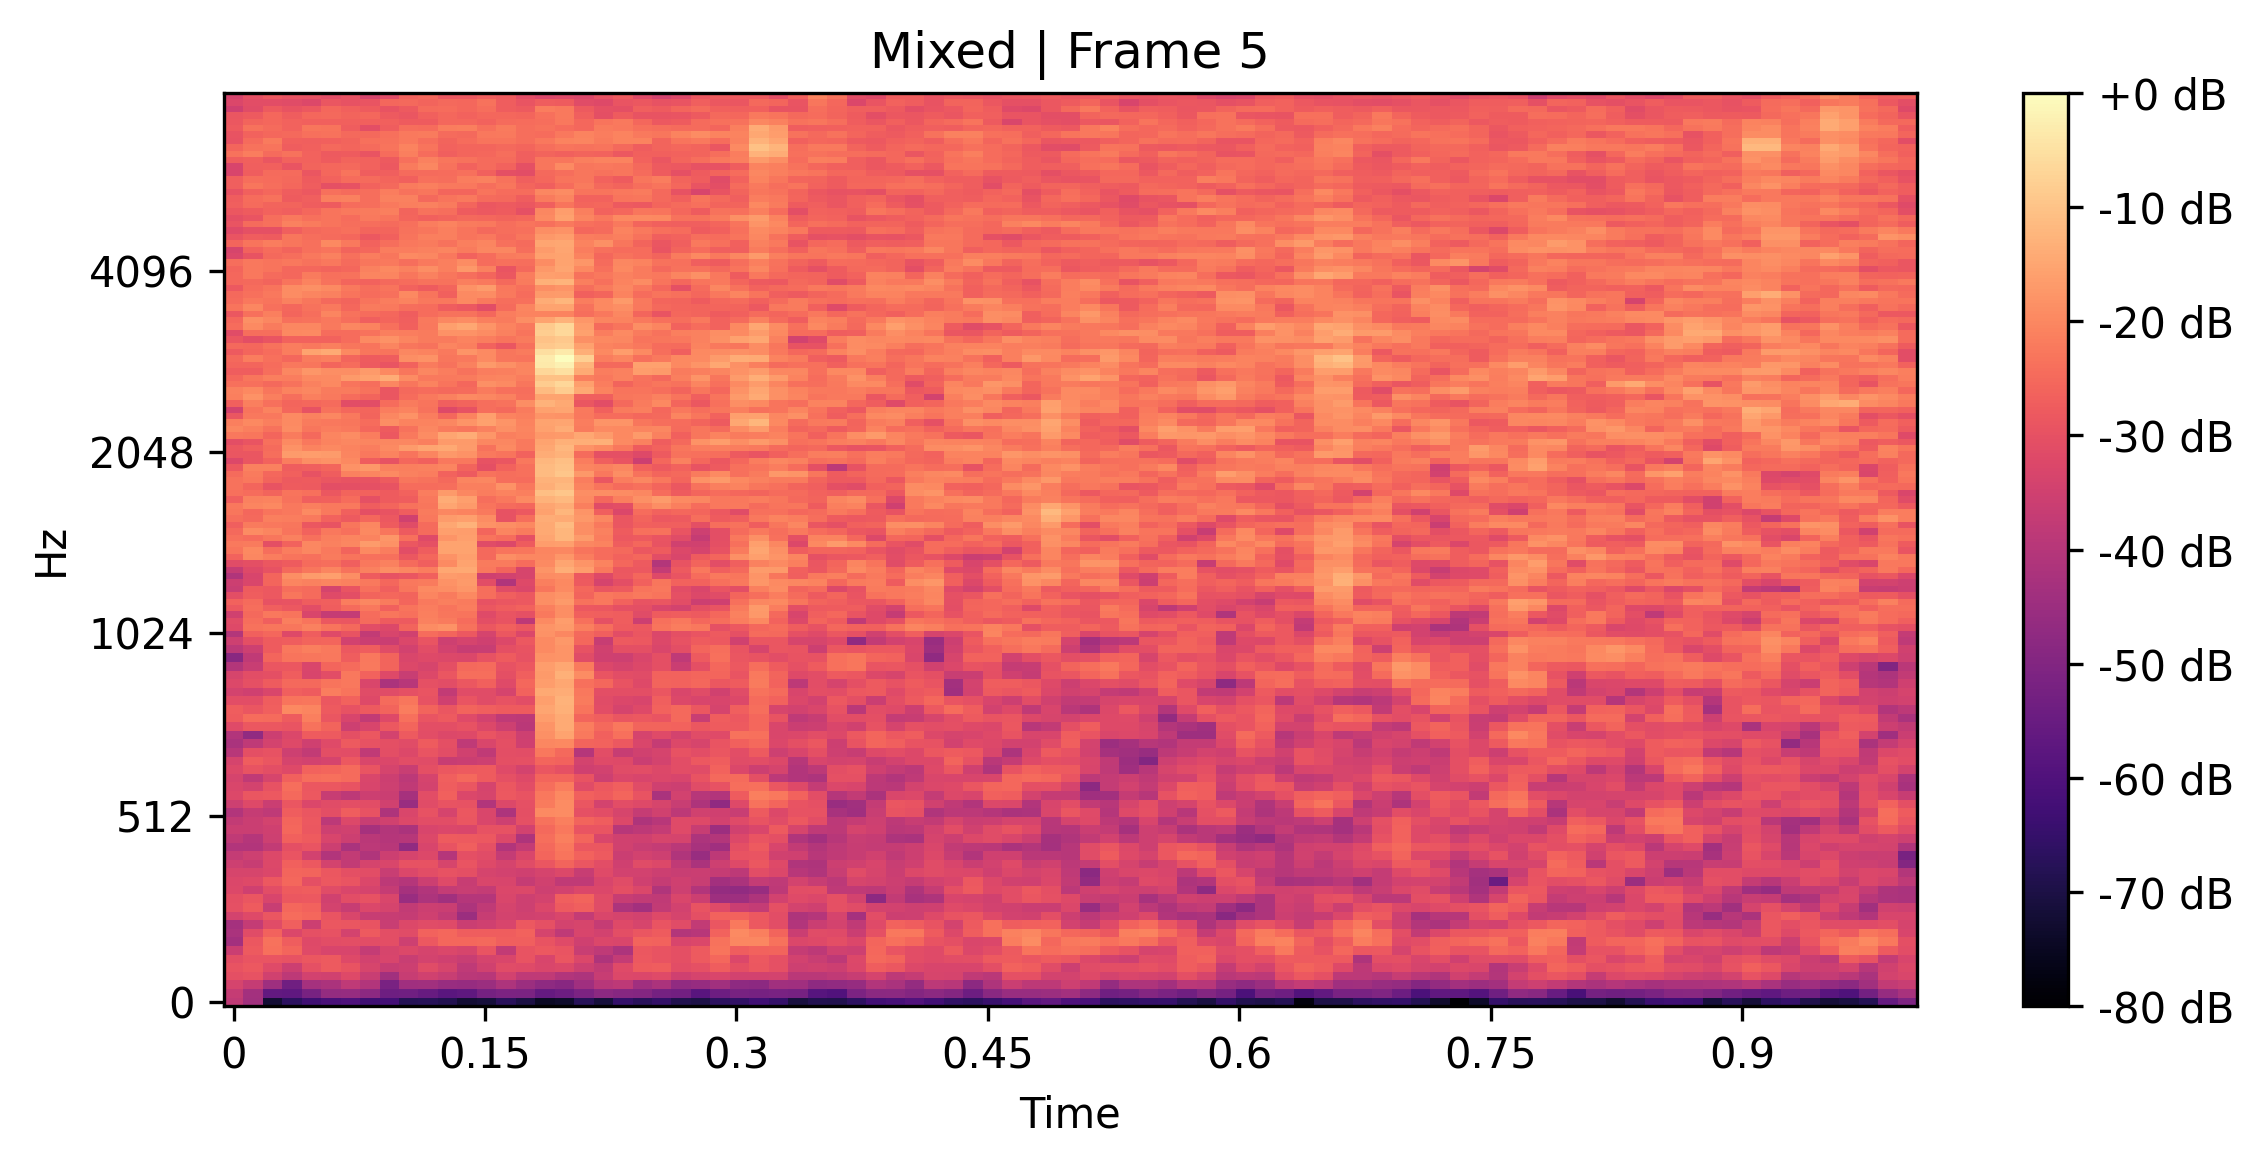 Mixed | Frame 5
Hz
4096
2048
1024
512
0
0 0.15 0.3 0.45 0.6 0.75 0.9
Time
+0 dB
-10 dB
-20 dB
-30 dB
-40 dB
-50 dB
-60 dB
-70 dB
-80 dB